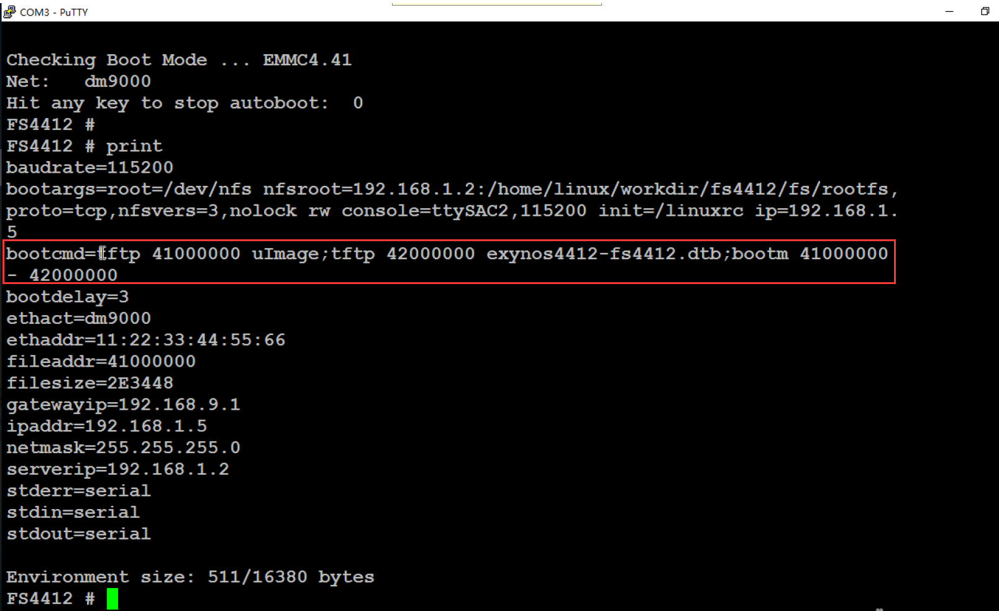 COM3 - PuTTY
Checking Boot Mode ... EMMC4.41
Net:   dm9000
Hit any key to stop autoboot:  0
FS4412 #
FS4412 # print
baudrate=115200
bootargs=root=/dev/nfs nfsroot=192.168.1.2:/home/linux/workdir/fs4412/fs/rootfs,
proto=tcp,nfsvers=3,nolock rw console=ttySAC2,115200 init=/linuxrc ip=192.168.1.
5
bootcmd=tftp 41000000 uImage;tftp 42000000 exynos4412-fs4412.dtb;bootm 41000000
- 42000000
bootdelay=3
ethact=dm9000
ethaddr=11:22:33:44:55:66
fileaddr=41000000
filesize=2E3448
gatewayip=192.168.9.1
ipaddr=192.168.1.5
netmask=255.255.255.0
serverip=192.168.1.2
stderr=serial
stdin=serial
stdout=serial
Environment size: 511/16380 bytes
FS4412 #